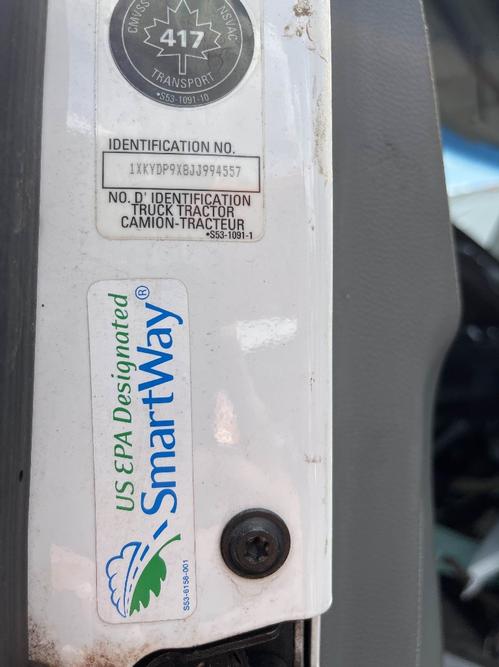 CMVSS NSVAC
417
TRANSPORT
•S53-1091-10
IDENTIFICATION NO.
1XKYDP9X8JJ994557
NO. D' IDENTIFICATION
TRUCK TRACTOR
CAMION-TRACTEUR
•S53-1091-1
US EPA Designated
SmartWay®
S53-6156-001